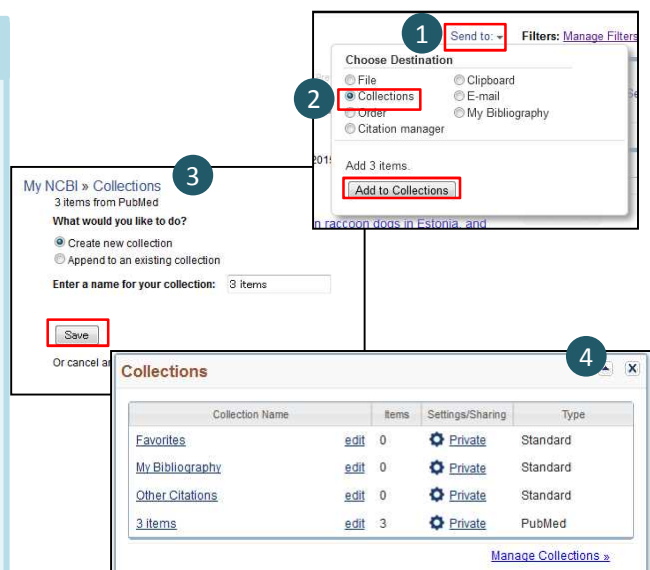 1
Send to:
Filters: Manage Filters
Choose Destination
File
Clipboard
2
Collections
E-mail
Order
My Bibliography
Citation manager
Add 3 items.
Add to Collections
in raccoon dogs in Estonia, and
3
My NCBI » Collections
3 items from PubMed
What would you like to do?
Create new collection
Append to an existing collection
Enter a name for your collection: 3 items
Save
Or cancel
4
Collections
X
Collection Name Items Settings/Sharing Type
Favorites edit 0 Private Standard
My Bibliography edit 0 Private Standard
Other Citations edit 0 Private Standard
3 items edit 3 Private PubMed
Manage Collections »